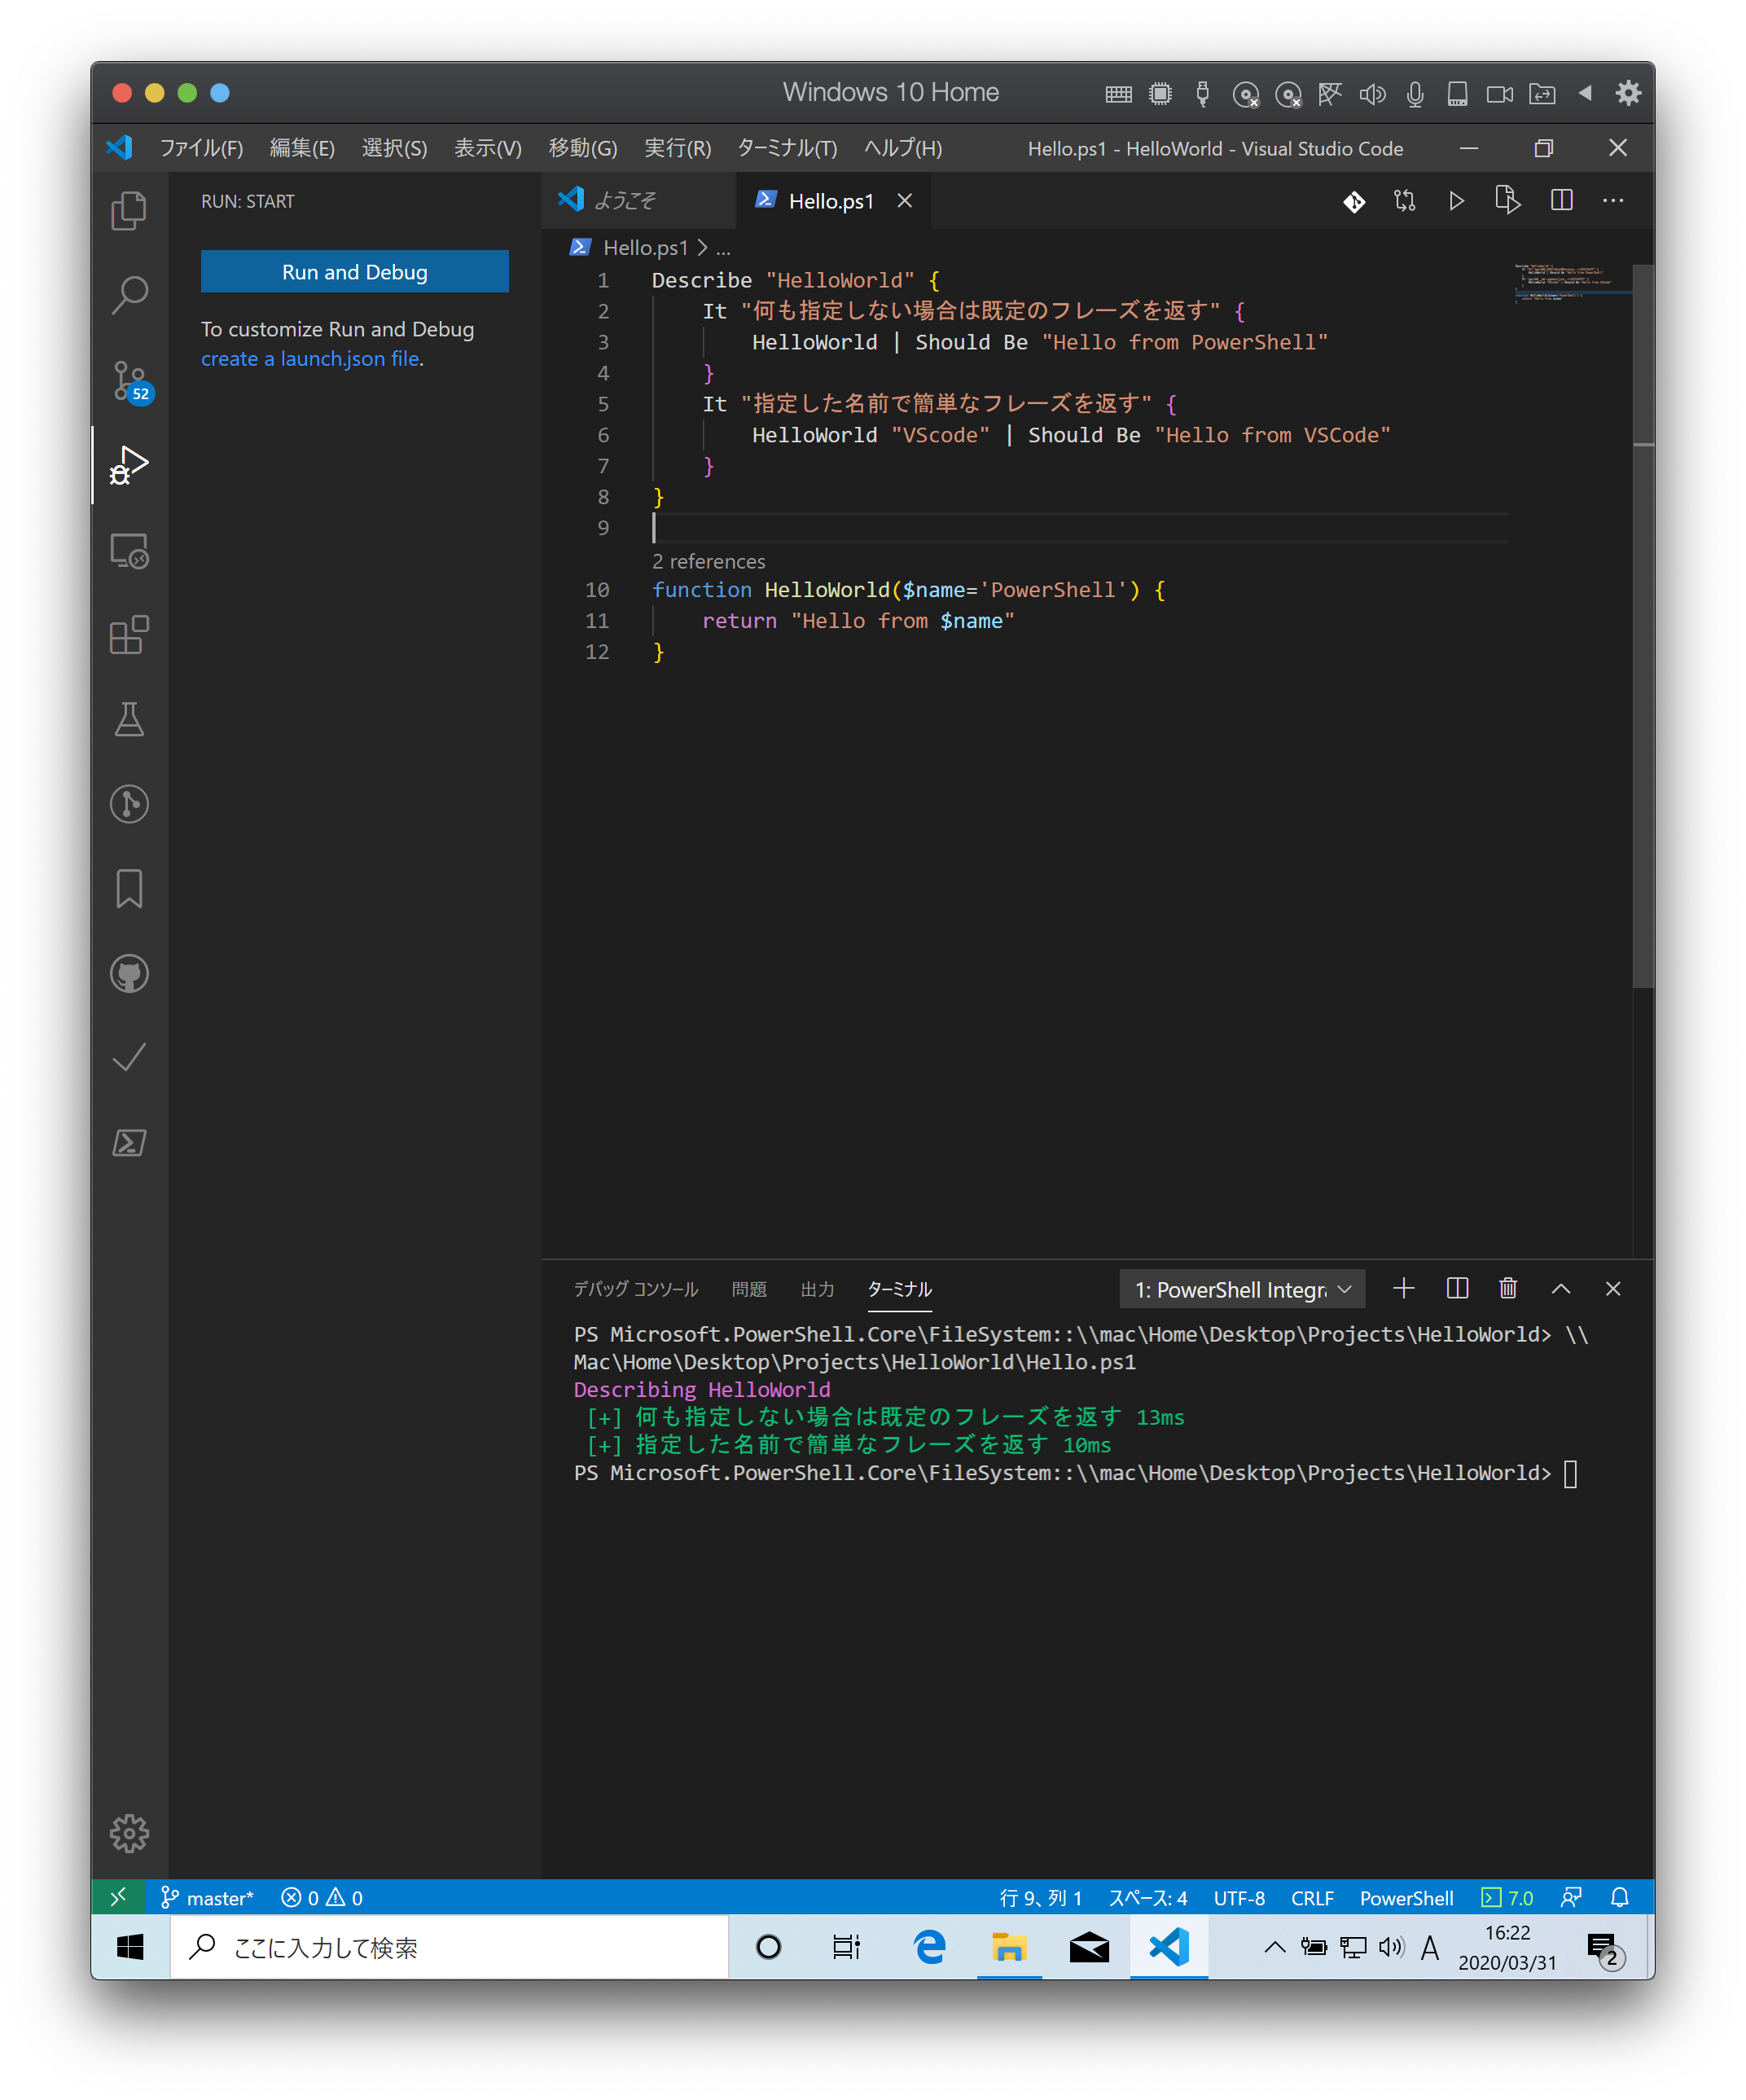 Windows 10 Home
ファイル(F) 編集(E) 選択(S) 表示(V) 移動(G) 実行(R) ターミナル(T) ヘルプ(H) Hello.ps1 - HelloWorld - Visual Studio Code
RUN: START
ようこそ Hello.ps1
Run and Debug
To customize Run and Debug
create a launch.json file.
52
Hello.ps1 > ...
1 Describe "HelloWorld" {
2 It "何も指定しない場合は既定のフレーズを返す" {
3 HelloWorld | Should Be "Hello from PowerShell"
4 }
5 It "指定した名前で簡単なフレーズを返す" {
6 HelloWorld "VScode" | Should Be "Hello from VSCode"
7 }
8 }
9
2 references
10 function HelloWorld($name='PowerShell') {
11 return "Hello from $name"
12 }
デバッグ コンソール 問題 出力 ターミナル 1: PowerShell Integra
PS Microsoft.PowerShell.Core\FileSystem::\\mac\Home\Desktop\Projects\HelloWorld> \\
Mac\Home\Desktop\Projects\HelloWorld\Hello.ps1
Describing HelloWorld
[+] 何も指定しない場合は既定のフレーズを返す 13ms
[+] 指定した名前で簡単なフレーズを返す 10ms
PS Microsoft.PowerShell.Core\FileSystem::\\mac\Home\Desktop\Projects\HelloWorld>
master* 0 0 行 9、列 1 スペース: 4 UTF-8 CRLF PowerShell 7.0
ここに入力して検索
A
16:22
2020/03/31
2